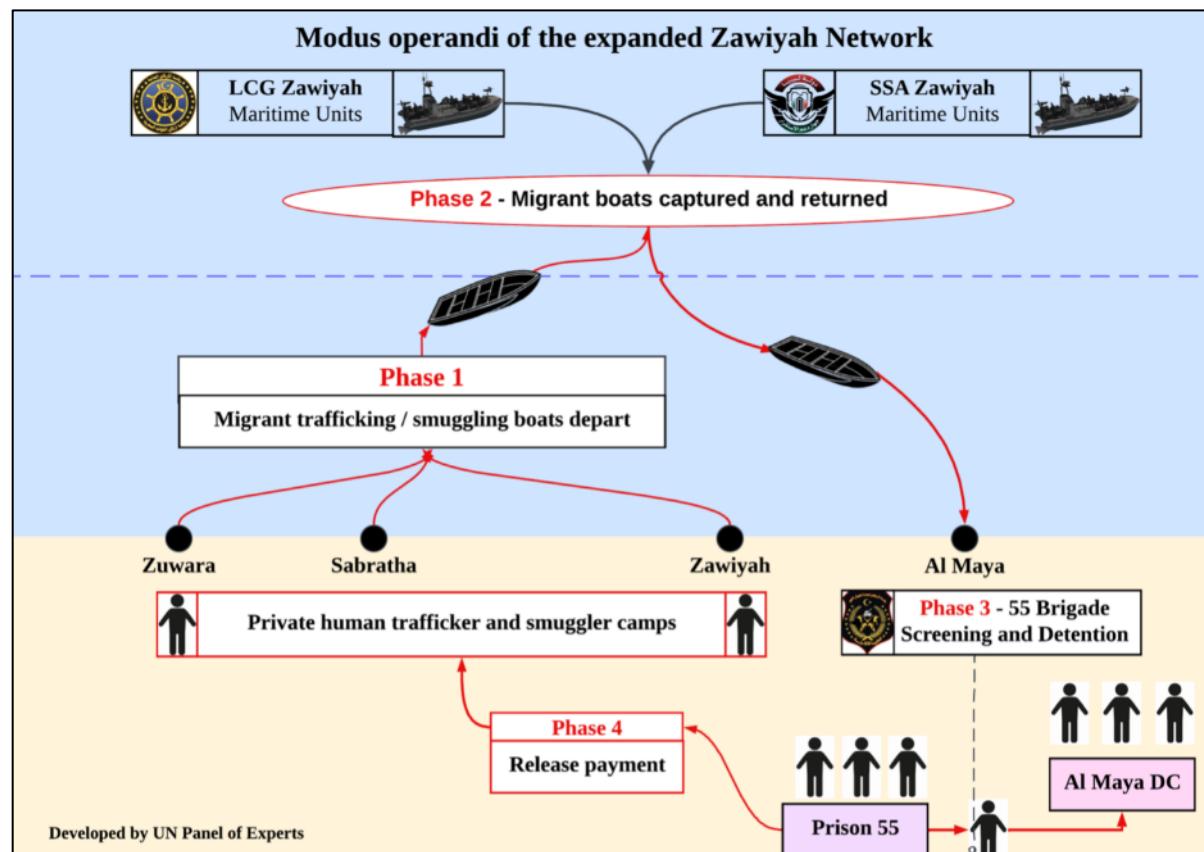 Modus operandi of the expanded Zawiyah Network
LCG Zawiyah
Maritime Units
SSA Zawiyah
Maritime Units
Phase 2 - Migrant boats captured and returned
Phase 1
Migrant trafficking / smuggling boats depart
Zuwara
Sabratha
Zawiyah
Al Maya
Private human trafficker and smuggler camps
Phase 3 - 55 Brigade
Screening and Detention
Phase 4
Release payment
Prison 55
Al Maya DC
Developed by UN Panel of Experts